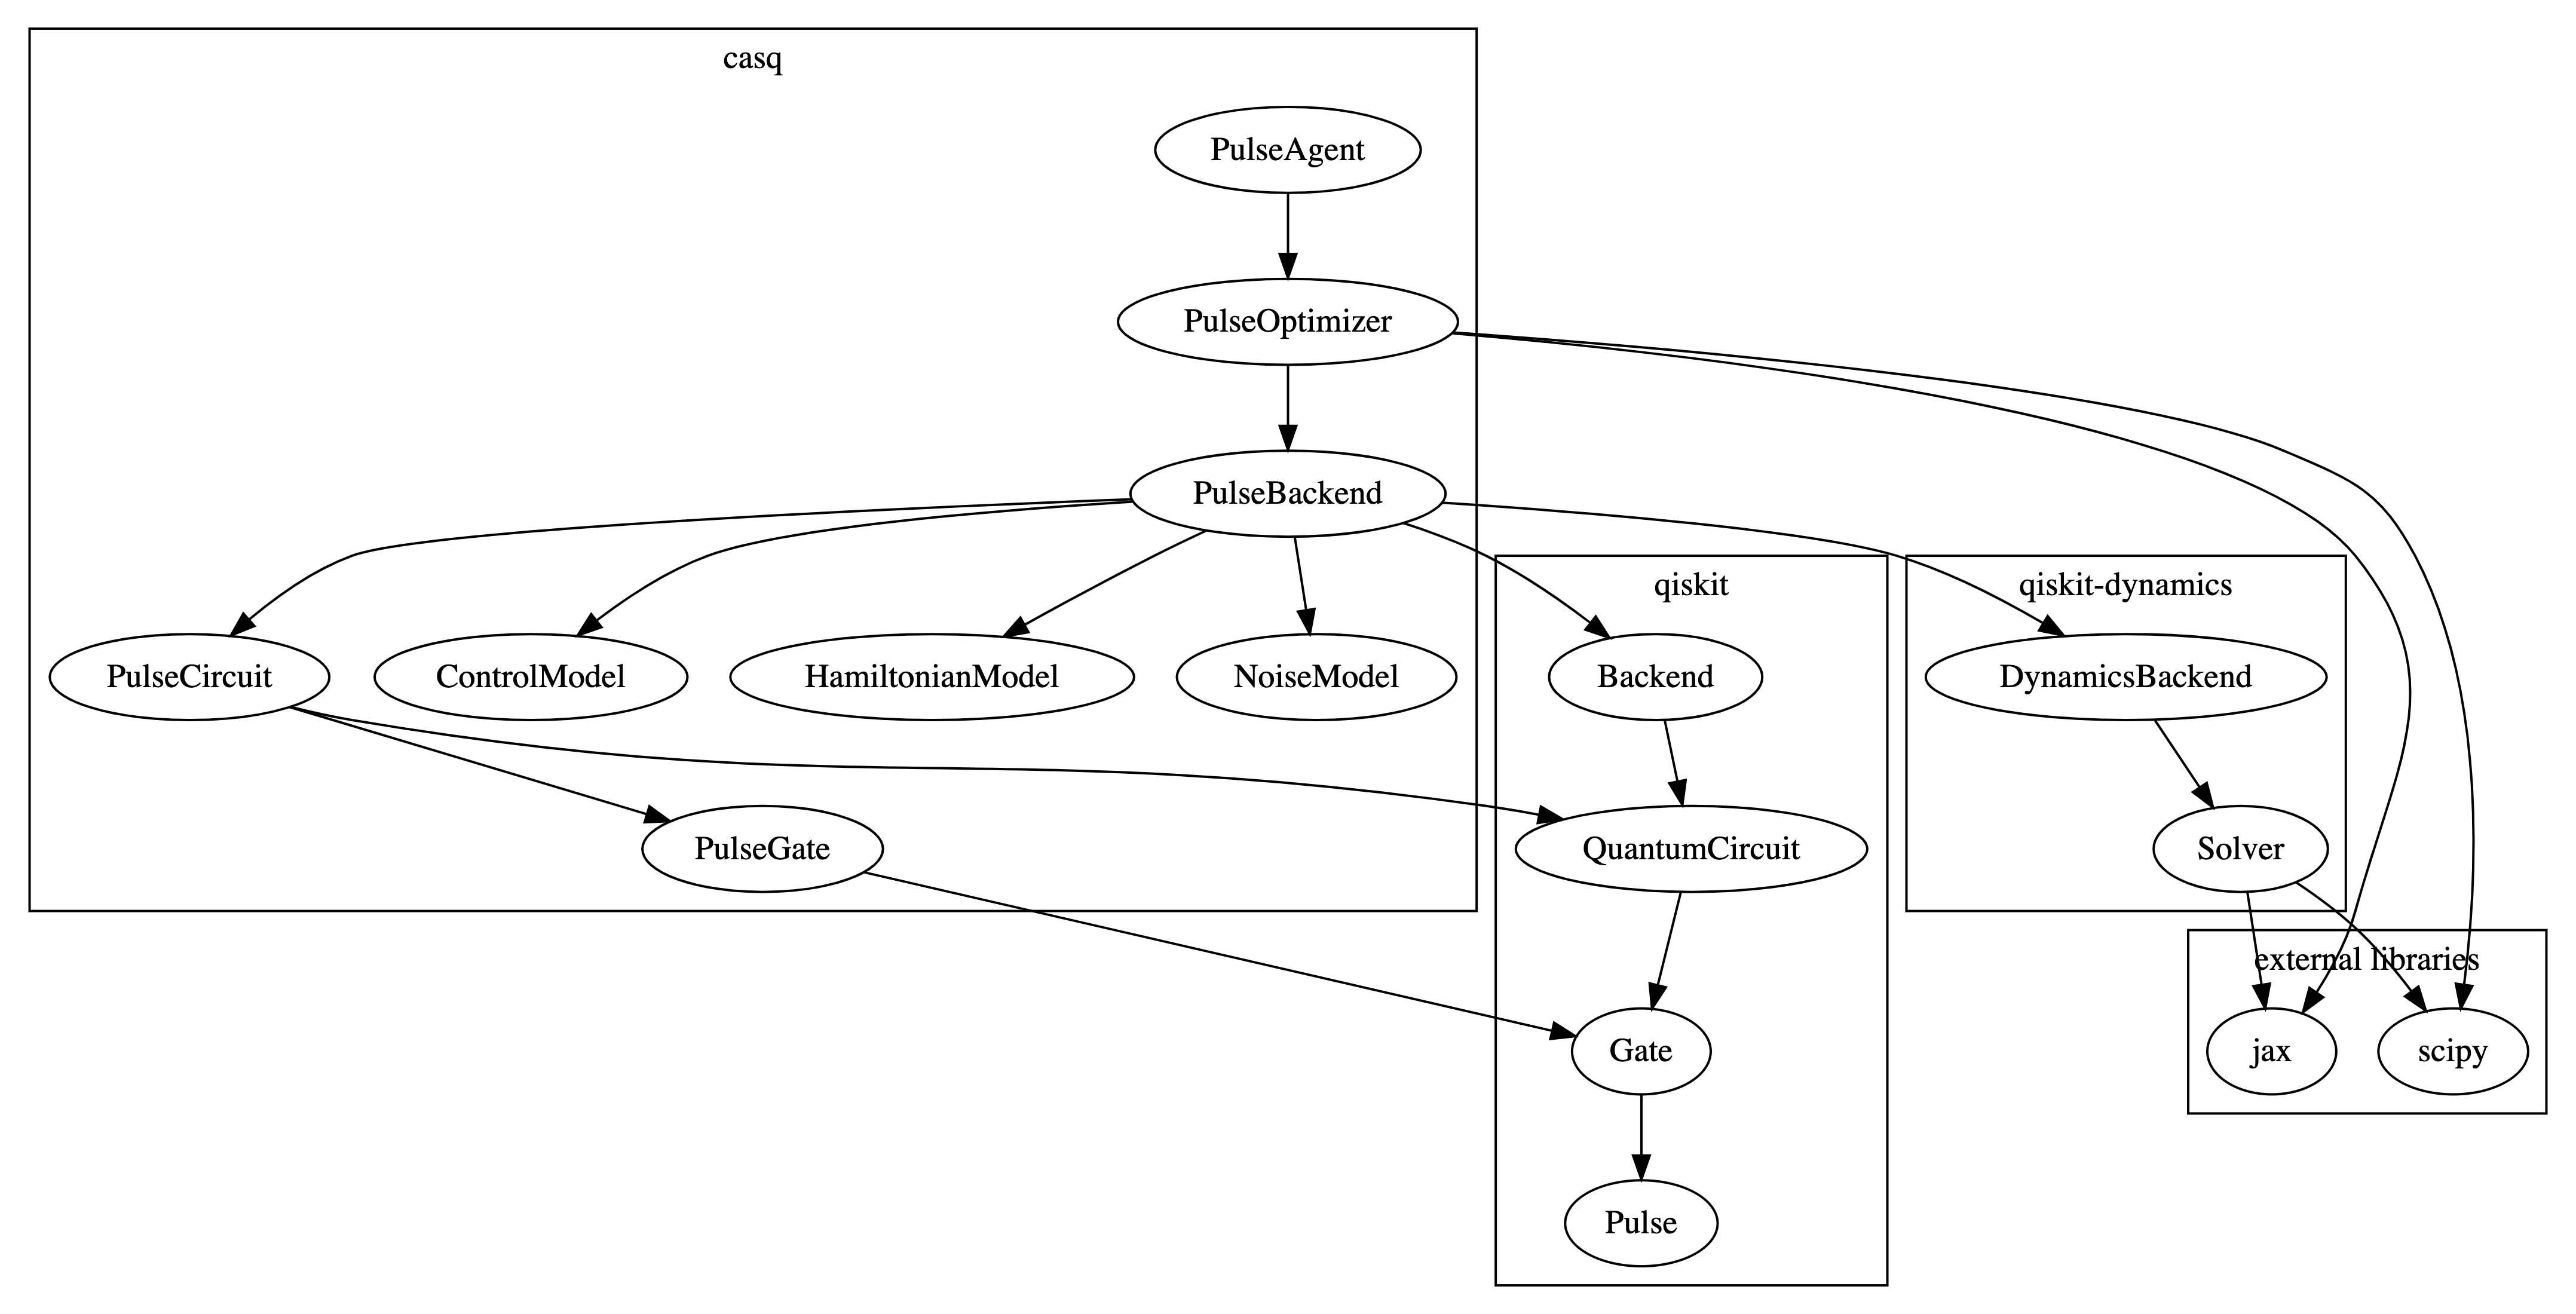 casq
PulseAgent
PulseOptimizer
PulseBackend
qiskit
qiskit-dynamics
PulseCircuit
ControlModel
HamiltonianModel
NoiseModel
Backend
DynamicsBackend
PulseGate
QuantumCircuit
Solver
external libraries
Gate
jax
scipy
Pulse